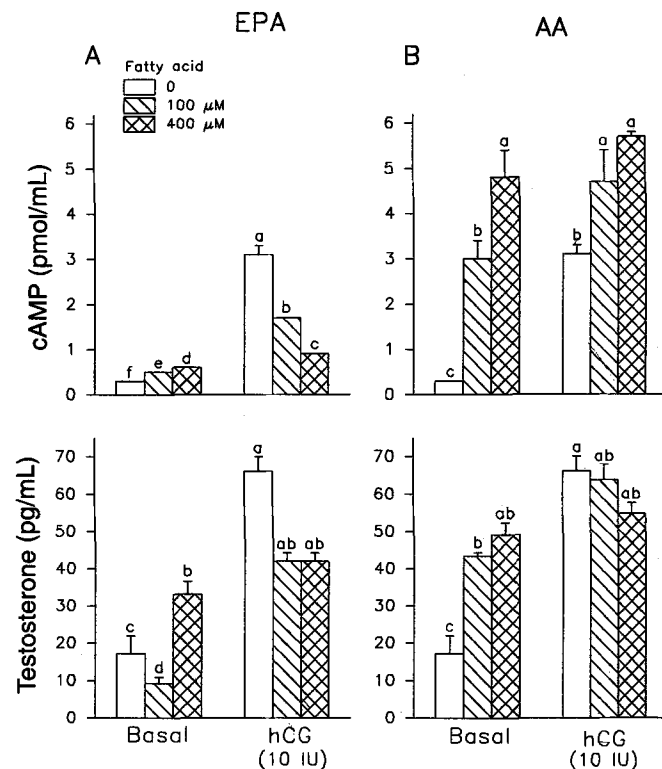 EPA
AA
A
B
Fatty acid
0
100 μM
400 μM
cAMP (pmol/mL)
6
5
4
3
2
1
0
f
e
d
a
b
c
6
5
4
3
2
1
0
c
b
a
b
a
a
Testosterone (pg/mL)
70
60
50
40
30
20
10
0
c
d
b
a
ab
ab
70
60
50
40
30
20
10
0
c
b
ab
a
ab
ab
Basal
hCG
(10 IU)
Basal
hCG
(10 IU)